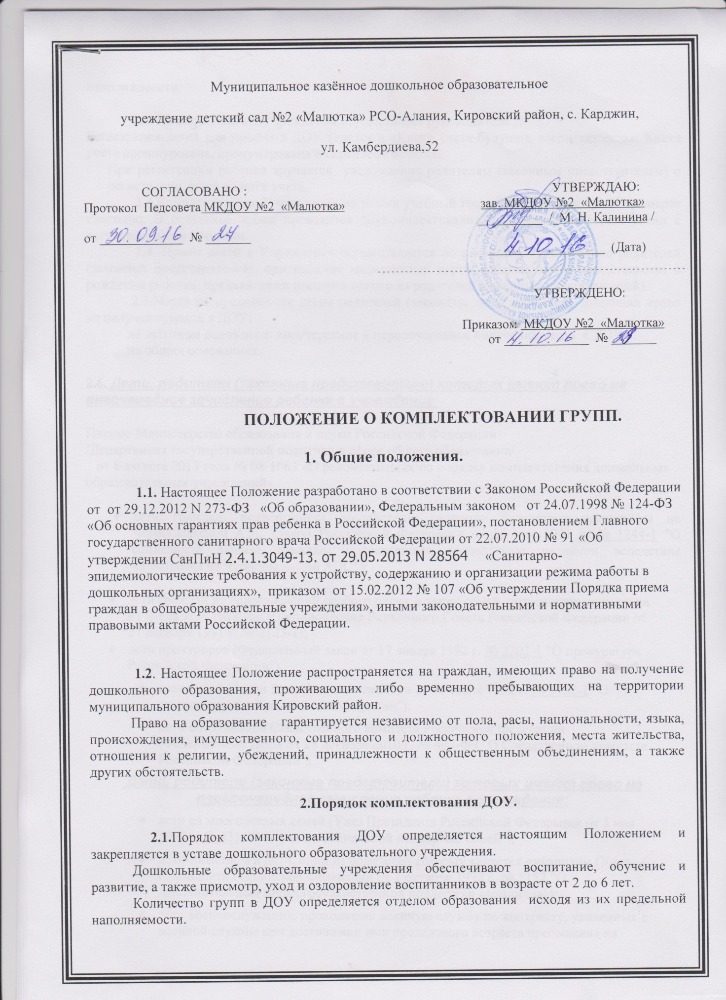 Муниципальное казённое дошкольное образовательное
учреждение детский сад №2 «Малютка» РСО-Алания, Кировский район, с. Карджин,
ул. Камбердиева,52
СОГЛАСОВАНО :
Протокол Педсовета МКДОУ №2 «Малютка»
от 30.09.16 № 27
УТВЕРЖДАЮ:
зав. МКДОУ №2 «Малютка»
/ М. Н. Калинина /
4.10.16 (Дата)
УТВЕРЖДЕНО:
Приказом МКДОУ №2 «Малютка»
от 4.10.16 №
ПОЛОЖЕНИЕ О КОМПЛЕКТОВАНИИ ГРУПП.
1. Общие положения.
1.1. Настоящее Положение разработано в соответствии с Законом Российской Федерации
от от 29.12.2012 N 273-ФЗ «Об образовании», Федеральным законом от 24.07.1998 № 124-ФЗ
«Об основных гарантиях прав ребенка в Российской Федерации», постановлением Главного
государственного санитарного врача Российской Федерации от 22.07.2010 № 91 «Об
утверждении СанПиН 2.4.1.3049-13. от 29.05.2013 N 28564 «Санитарно-
эпидемиологические требования к устройству, содержанию и организации режима работы в
дошкольных организациях», приказом от 15.02.2012 № 107 «Об утверждении Порядка приема
граждан в общеобразовательные учреждения», иными законодательными и нормативными
правовыми актами Российской Федерации.
1.2. Настоящее Положение распространяется на граждан, имеющих право на получение
дошкольного образования, проживающих либо временно пребывающих на территории
муниципального образования Кировский район.
Право на образование гарантируется независимо от пола, расы, национальности, языка,
происхождения, имущественного, социального и должностного положения, места жительства,
отношения к религии, убеждений, принадлежности к общественным объединениям, а также
других обстоятельств.
2.Порядок комплектования ДОУ.
2.1.Порядок комплектования ДОУ определяется настоящим Положением и
закрепляется в уставе дошкольного образовательного учреждения.
Дошкольные образовательные учреждения обеспечивают воспитание, обучение и
развитие, а также присмотр, уход и оздоровление воспитанников в возрасте от 2 до 6 лет.
Количество групп в ДОУ определяется отделом образования исходя из их предельной
наполняемости.